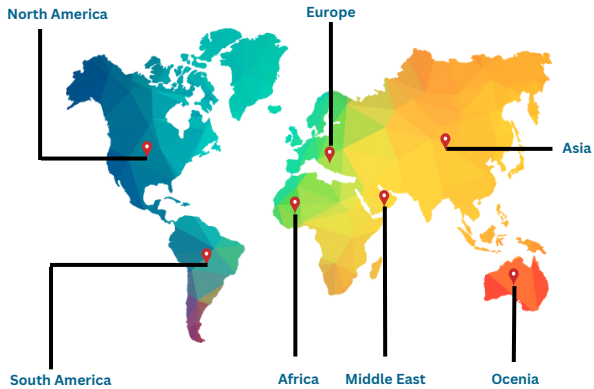 North America
Europe
Asia
South America
Africa
Middle East
Ocenia